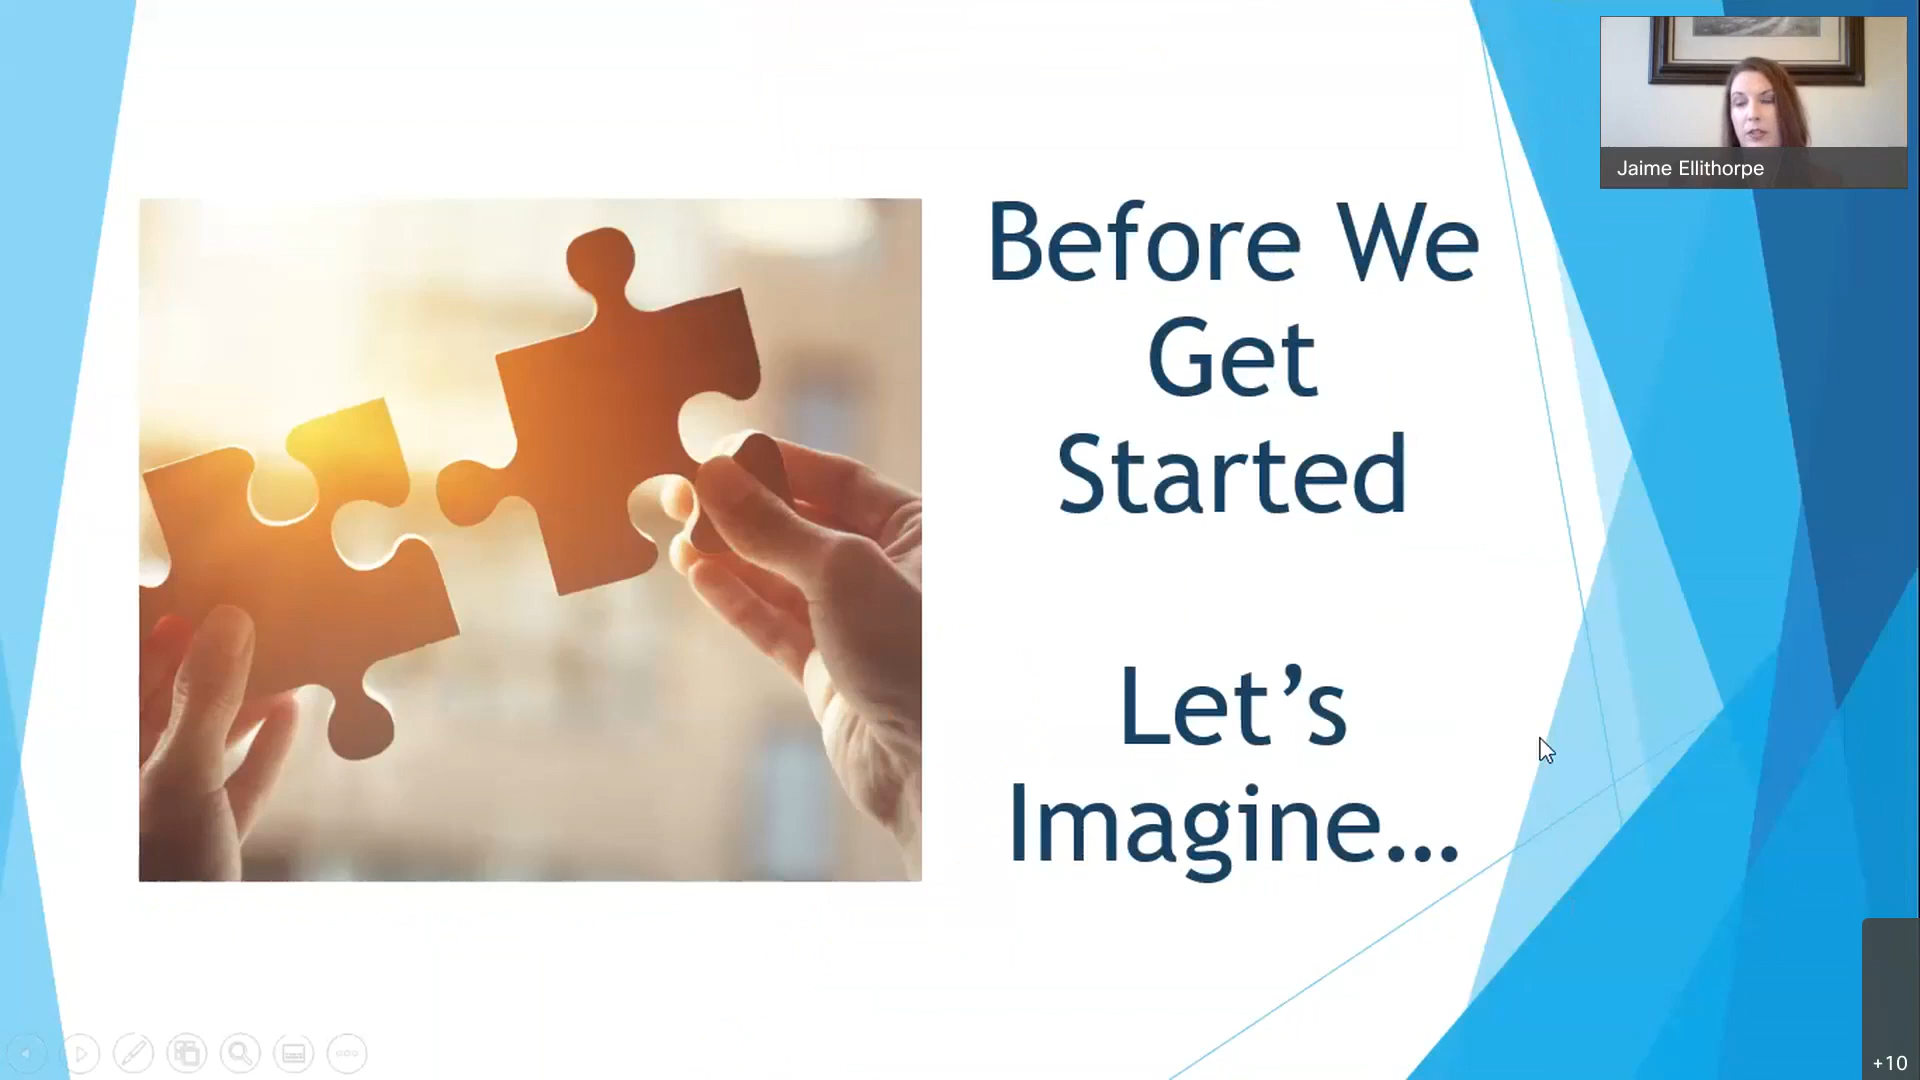 Jaime Ellithorpe
Before We
Get
Started
Let’s
Imagine...
+10